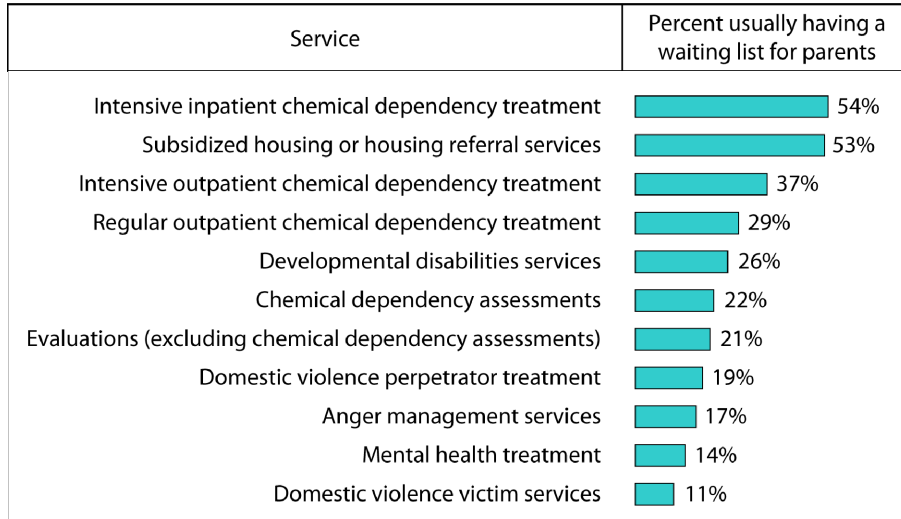 Service
Percent usually having a
waiting list for parents
Intensive inpatient chemical dependency treatment 54%
Subsidized housing or housing referral services 53%
Intensive outpatient chemical dependency treatment 37%
Regular outpatient chemical dependency treatment 29%
Developmental disabilities services 26%
Chemical dependency assessments 22%
Evaluations (excluding chemical dependency assessments) 21%
Domestic violence perpetrator treatment 19%
Anger management services 17%
Mental health treatment 14%
Domestic violence victim services 11%